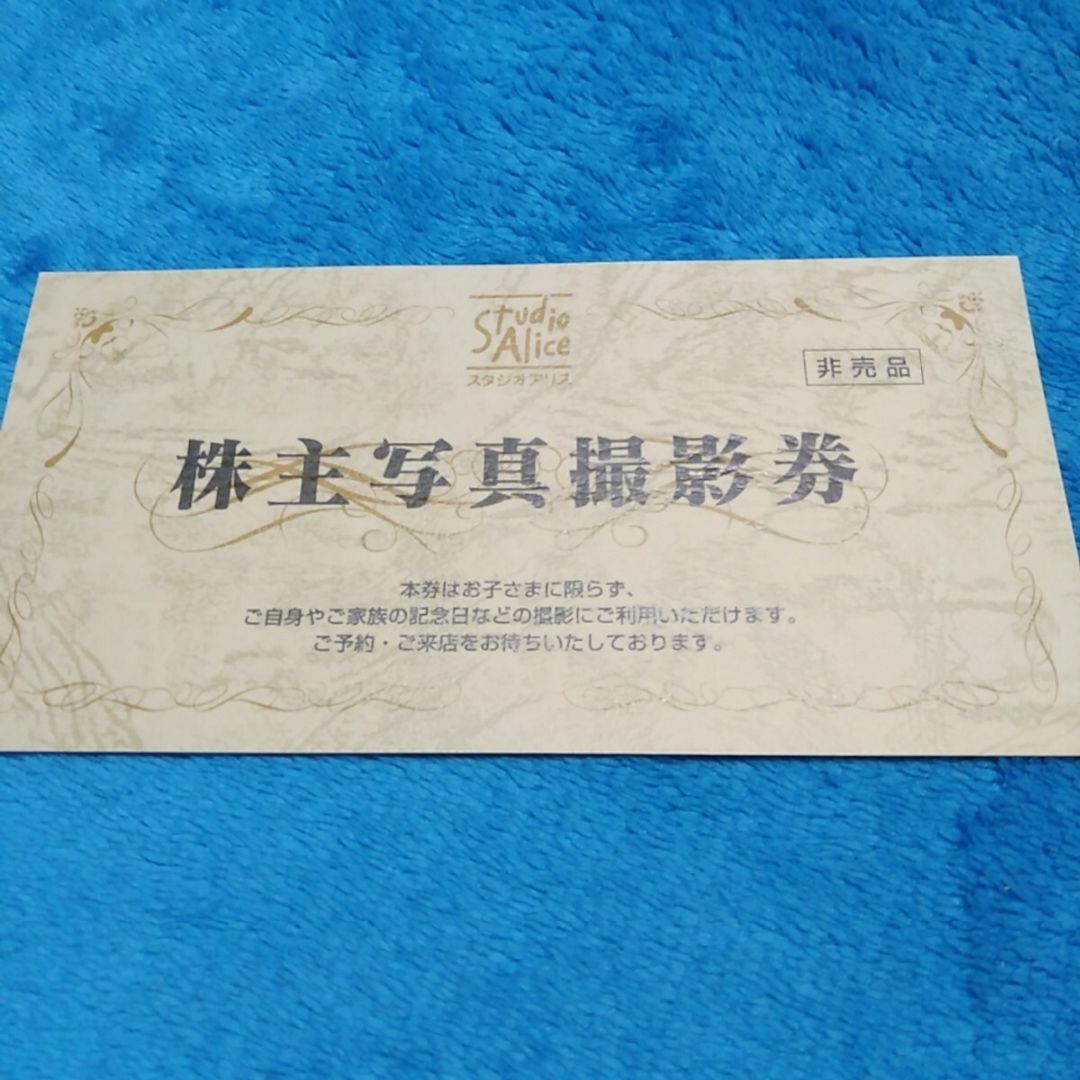 Studio
Alice
スタジオアリス
非売品
株主写真撮影券
本券はお子さまに限らず、
ご自身やご家族の記念日などの撮影にご利用いただけます。
ご予約・ご来店をお待ちいたしております。